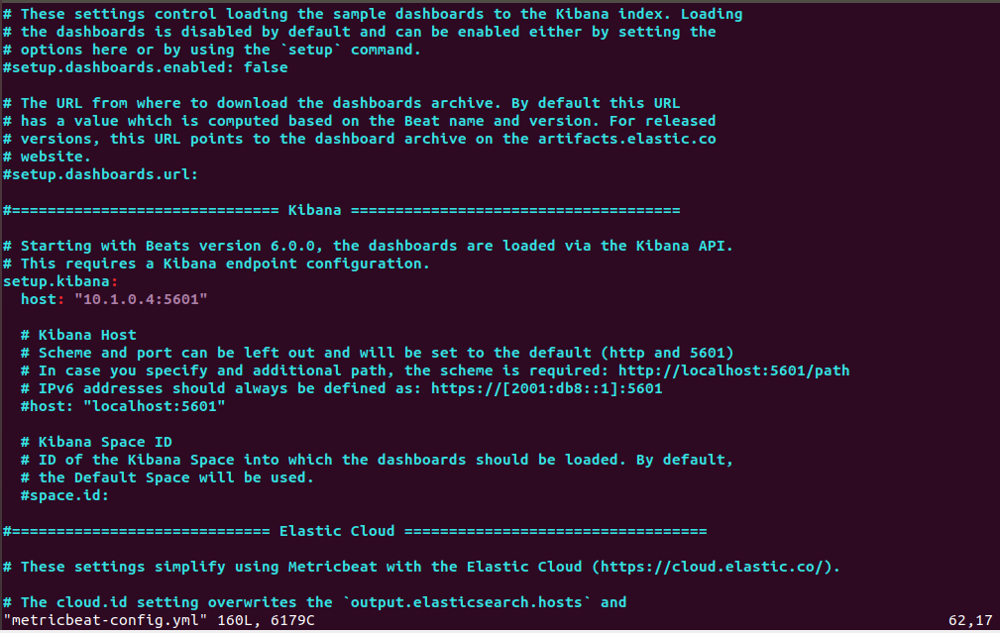 # These settings control loading the sample dashboards to the Kibana index. Loading
# the dashboards is disabled by default and can be enabled either by setting the
# options here or by using the `setup` command.
#setup.dashboards.enabled: false
# The URL from where to download the dashboards archive. By default this URL
# has a value which is computed based on the Beat name and version. For released
# versions, this URL points to the dashboard archive on the artifacts.elastic.co
# website.
#setup.dashboards.url:
#============================== Kibana =====================================
# Starting with Beats version 6.0.0, the dashboards are loaded via the Kibana API.
# This requires a Kibana endpoint configuration.
setup.kibana:
  host: "10.1.0.4:5601"
  # Kibana Host
  # Scheme and port can be left out and will be set to the default (http and 5601)
  # In case you specify and additional path, the scheme is required: http://localhost:5601/path
  # IPv6 addresses should always be defined as: https://[2001:db8::1]:5601
  #host: "localhost:5601"
  # Kibana Space ID
  # ID of the Kibana Space into which the dashboards should be loaded. By default,
  # the Default Space will be used.
  #space.id:
#============================= Elastic Cloud ==================================
# These settings simplify using Metricbeat with the Elastic Cloud (https://cloud.elastic.co/).
# The cloud.id setting overwrites the `output.elasticsearch.hosts` and
"metricbeat-config.yml" 160L, 6179C 62,17